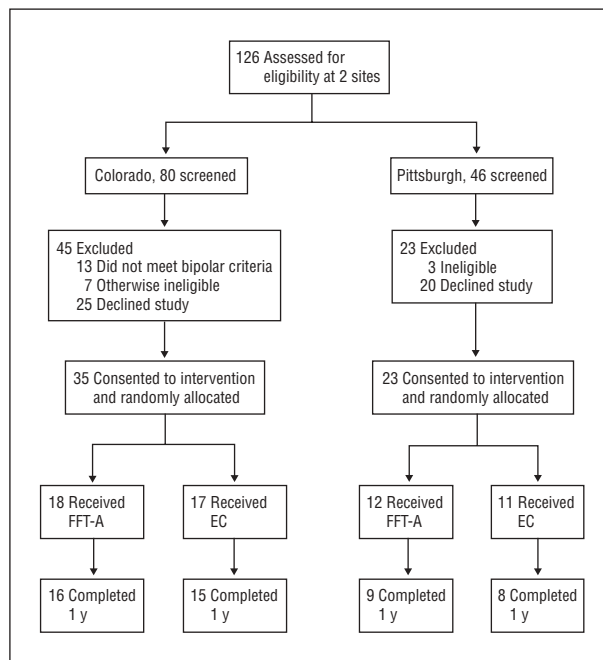 126 Assessed for
eligibility at 2 sites
Colorado, 80 screened
Pittsburgh, 46 screened
45 Excluded
13 Did not meet bipolar criteria
7 Otherwise ineligible
25 Declined study
23 Excluded
3 Ineligible
20 Declined study
35 Consented to intervention
and randomly allocated
23 Consented to intervention
and randomly allocated
18 Received
FFT-A
17 Received
EC
12 Received
FFT-A
11 Received
EC
16 Completed
1 y
15 Completed
1 y
9 Completed
1 y
8 Completed
1 y